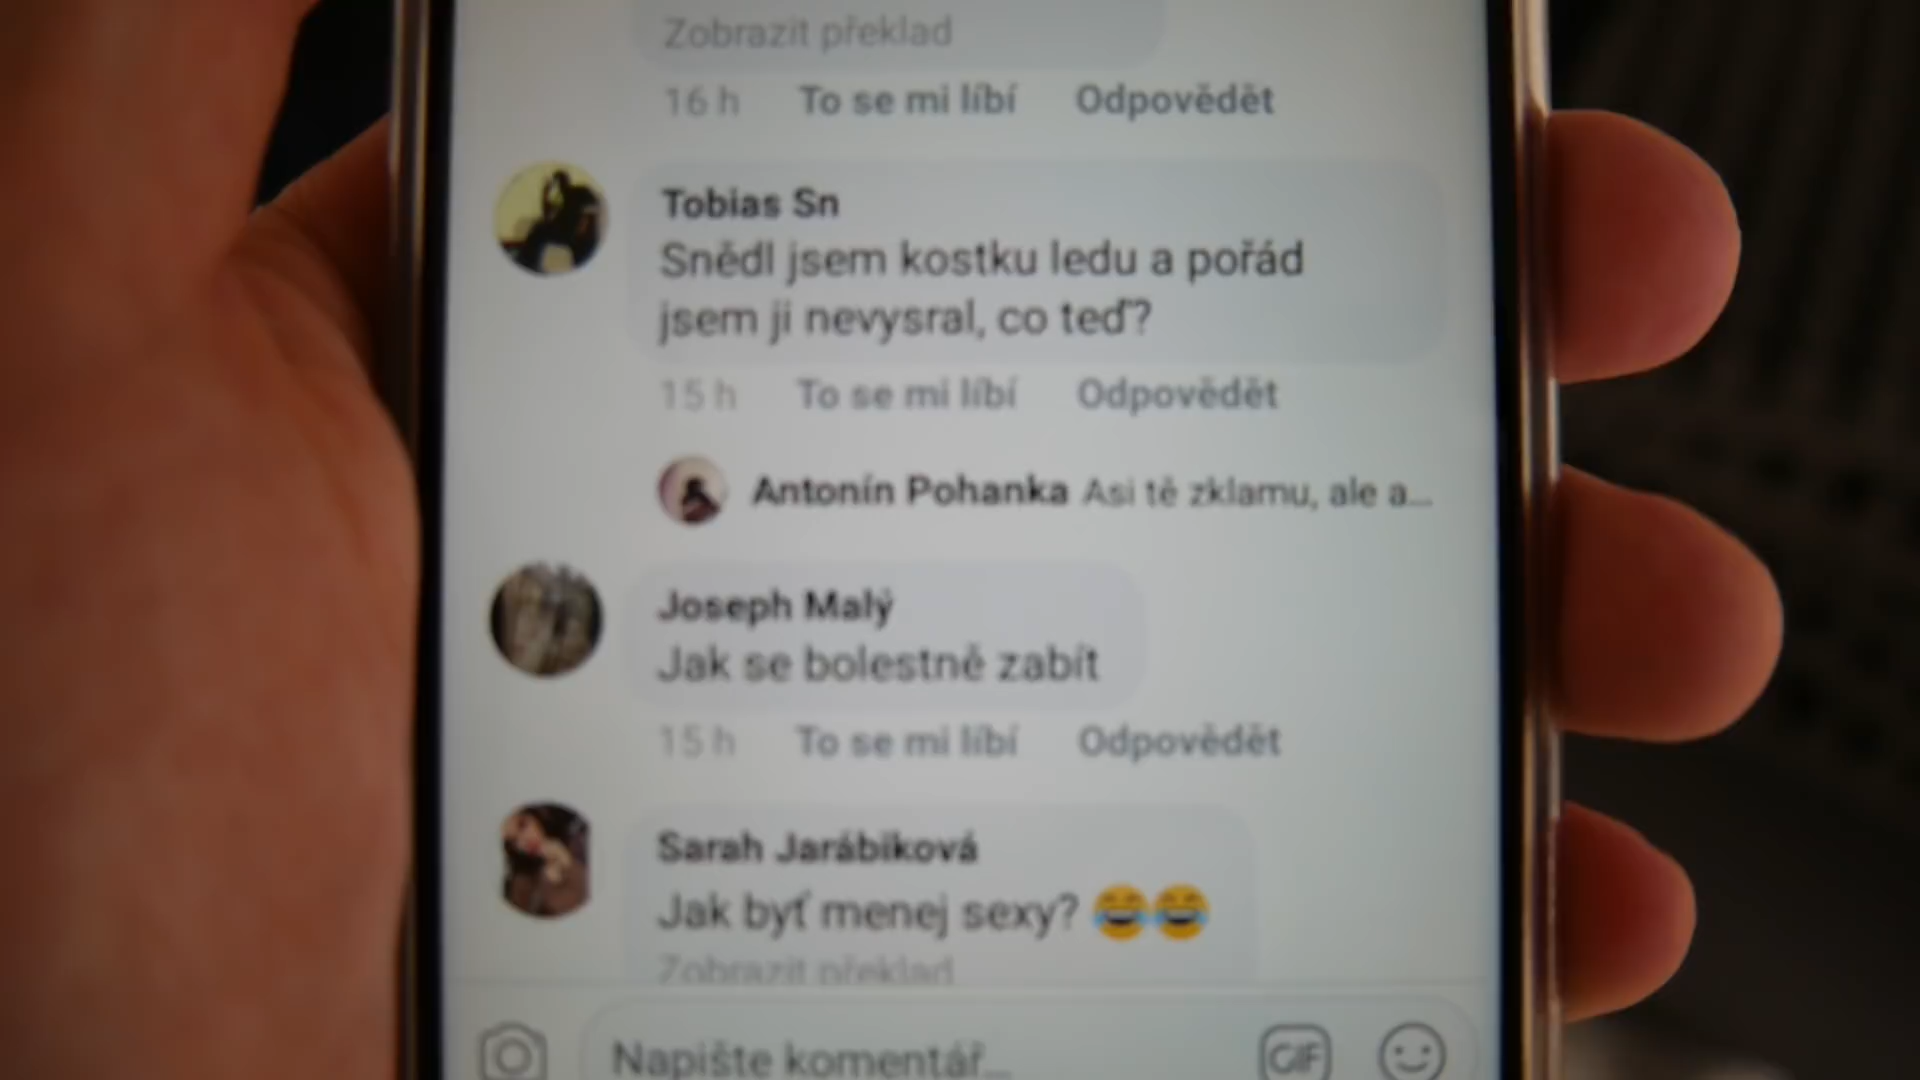 Zobrazit překlad
16 h To se mi líbí Odpovědět
Tobias Sn
Snědl jsem kostku ledu a pořád
jsem ji nevysral, co teď?
15 h To se mi líbí Odpovědět
Antonín Pohanka Asi tě zklamu, ale a...
Joseph Malý
Jak se bolestně zabít
15 h To se mi líbí Odpovědět
Sarah Jarábiková
Jak byť menej sexy? 😂😂
Zobrazit překlad
Napište komentář...
GIF